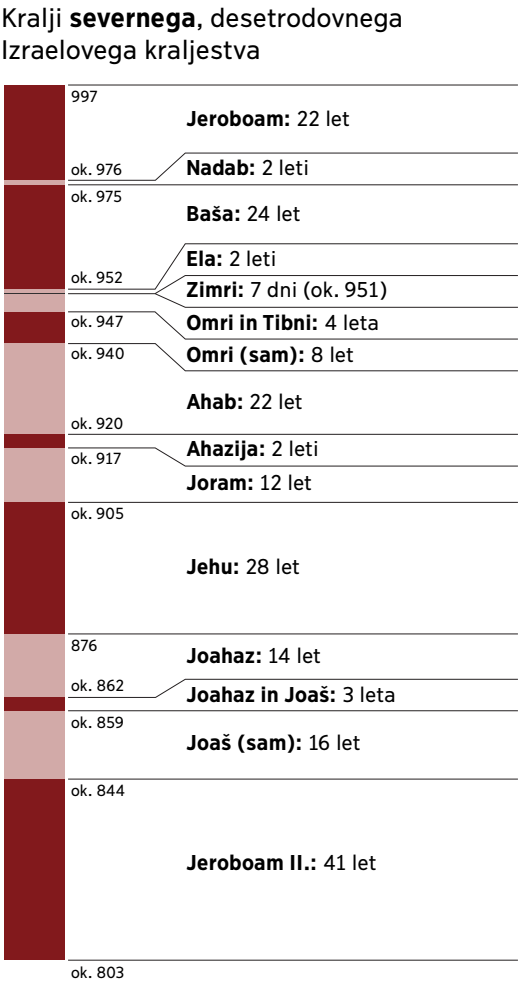 Kralji severnega, desetrodovnega
Izraelovega kraljestva
997
Jeroboam: 22 let
ok. 976
Nadab: 2 leti
ok. 975
Baša: 24 let
Ela: 2 leti
ok. 952
Zimri: 7 dni (ok. 951)
ok. 947
Omri in Tibni: 4 leta
ok. 940
Omri (sam): 8 let
Ahab: 22 let
ok. 920
Ahazija: 2 leti
ok. 917
Joram: 12 let
ok. 905
Jehu: 28 let
876
Joahaz: 14 let
ok. 862
Joahaz in Joaš: 3 leta
ok. 859
Joaš (sam): 16 let
ok. 844
Jeroboam II.: 41 let
ok. 803